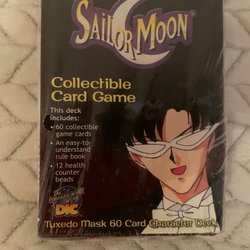 SAILOR MOON
Collectible
Card Game
This deck
includes:
• 60 collectible
game cards
• An easy-to-
understand
rule book
• 12 health
counter
beads
DIC
Tuxedo Mask 60 Card Character Deck